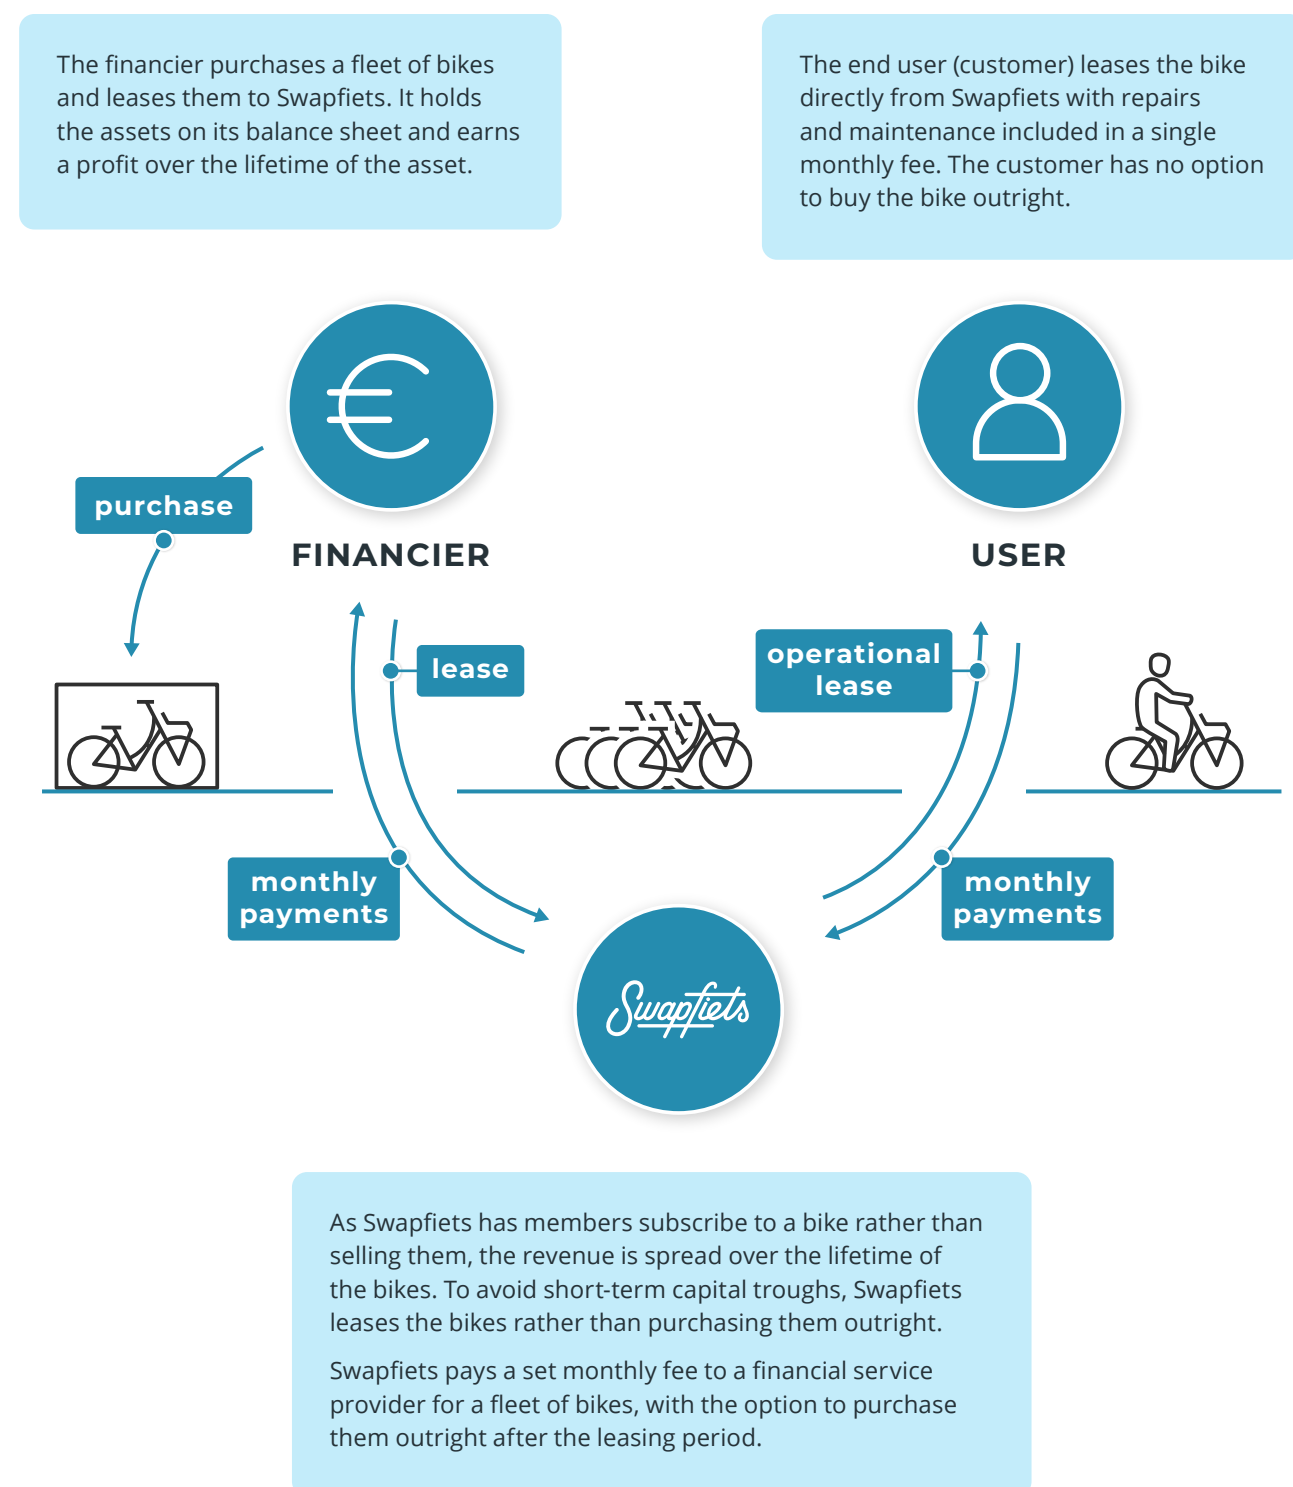 The financier purchases a fleet of bikes
and leases them to Swapfiets. It holds
the assets on its balance sheet and earns
a profit over the lifetime of the asset.
The end user (customer) leases the bike
directly from Swapfiets with repairs
and maintenance included in a single
monthly fee. The customer has no option
to buy the bike outright.
€
purchase
FINANCIER
USER
lease
operational
lease
monthly
payments
monthly
payments
Swapfiets
As Swapfiets has members subscribe to a bike rather than
selling them, the revenue is spread over the lifetime of
the bikes. To avoid short-term capital troughs, Swapfiets
leases the bikes rather than purchasing them outright.
Swapfiets pays a set monthly fee to a financial service
provider for a fleet of bikes, with the option to purchase
them outright after the leasing period.